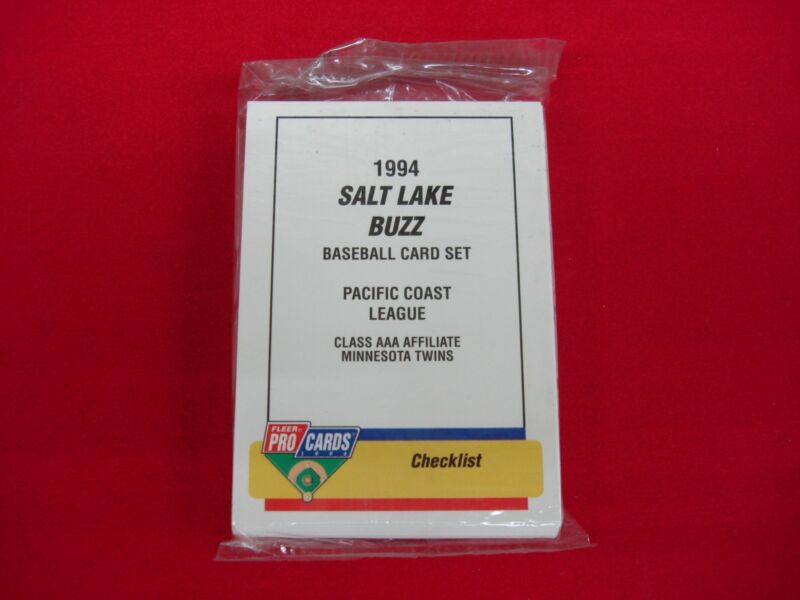 1994
SALT LAKE
BUZZ
BASEBALL CARD SET
PACIFIC COAST
LEAGUE
CLASS AAA AFFILIATE
MINNESOTA TWINS
FLEER
PRO CARDS
1994
Checklist